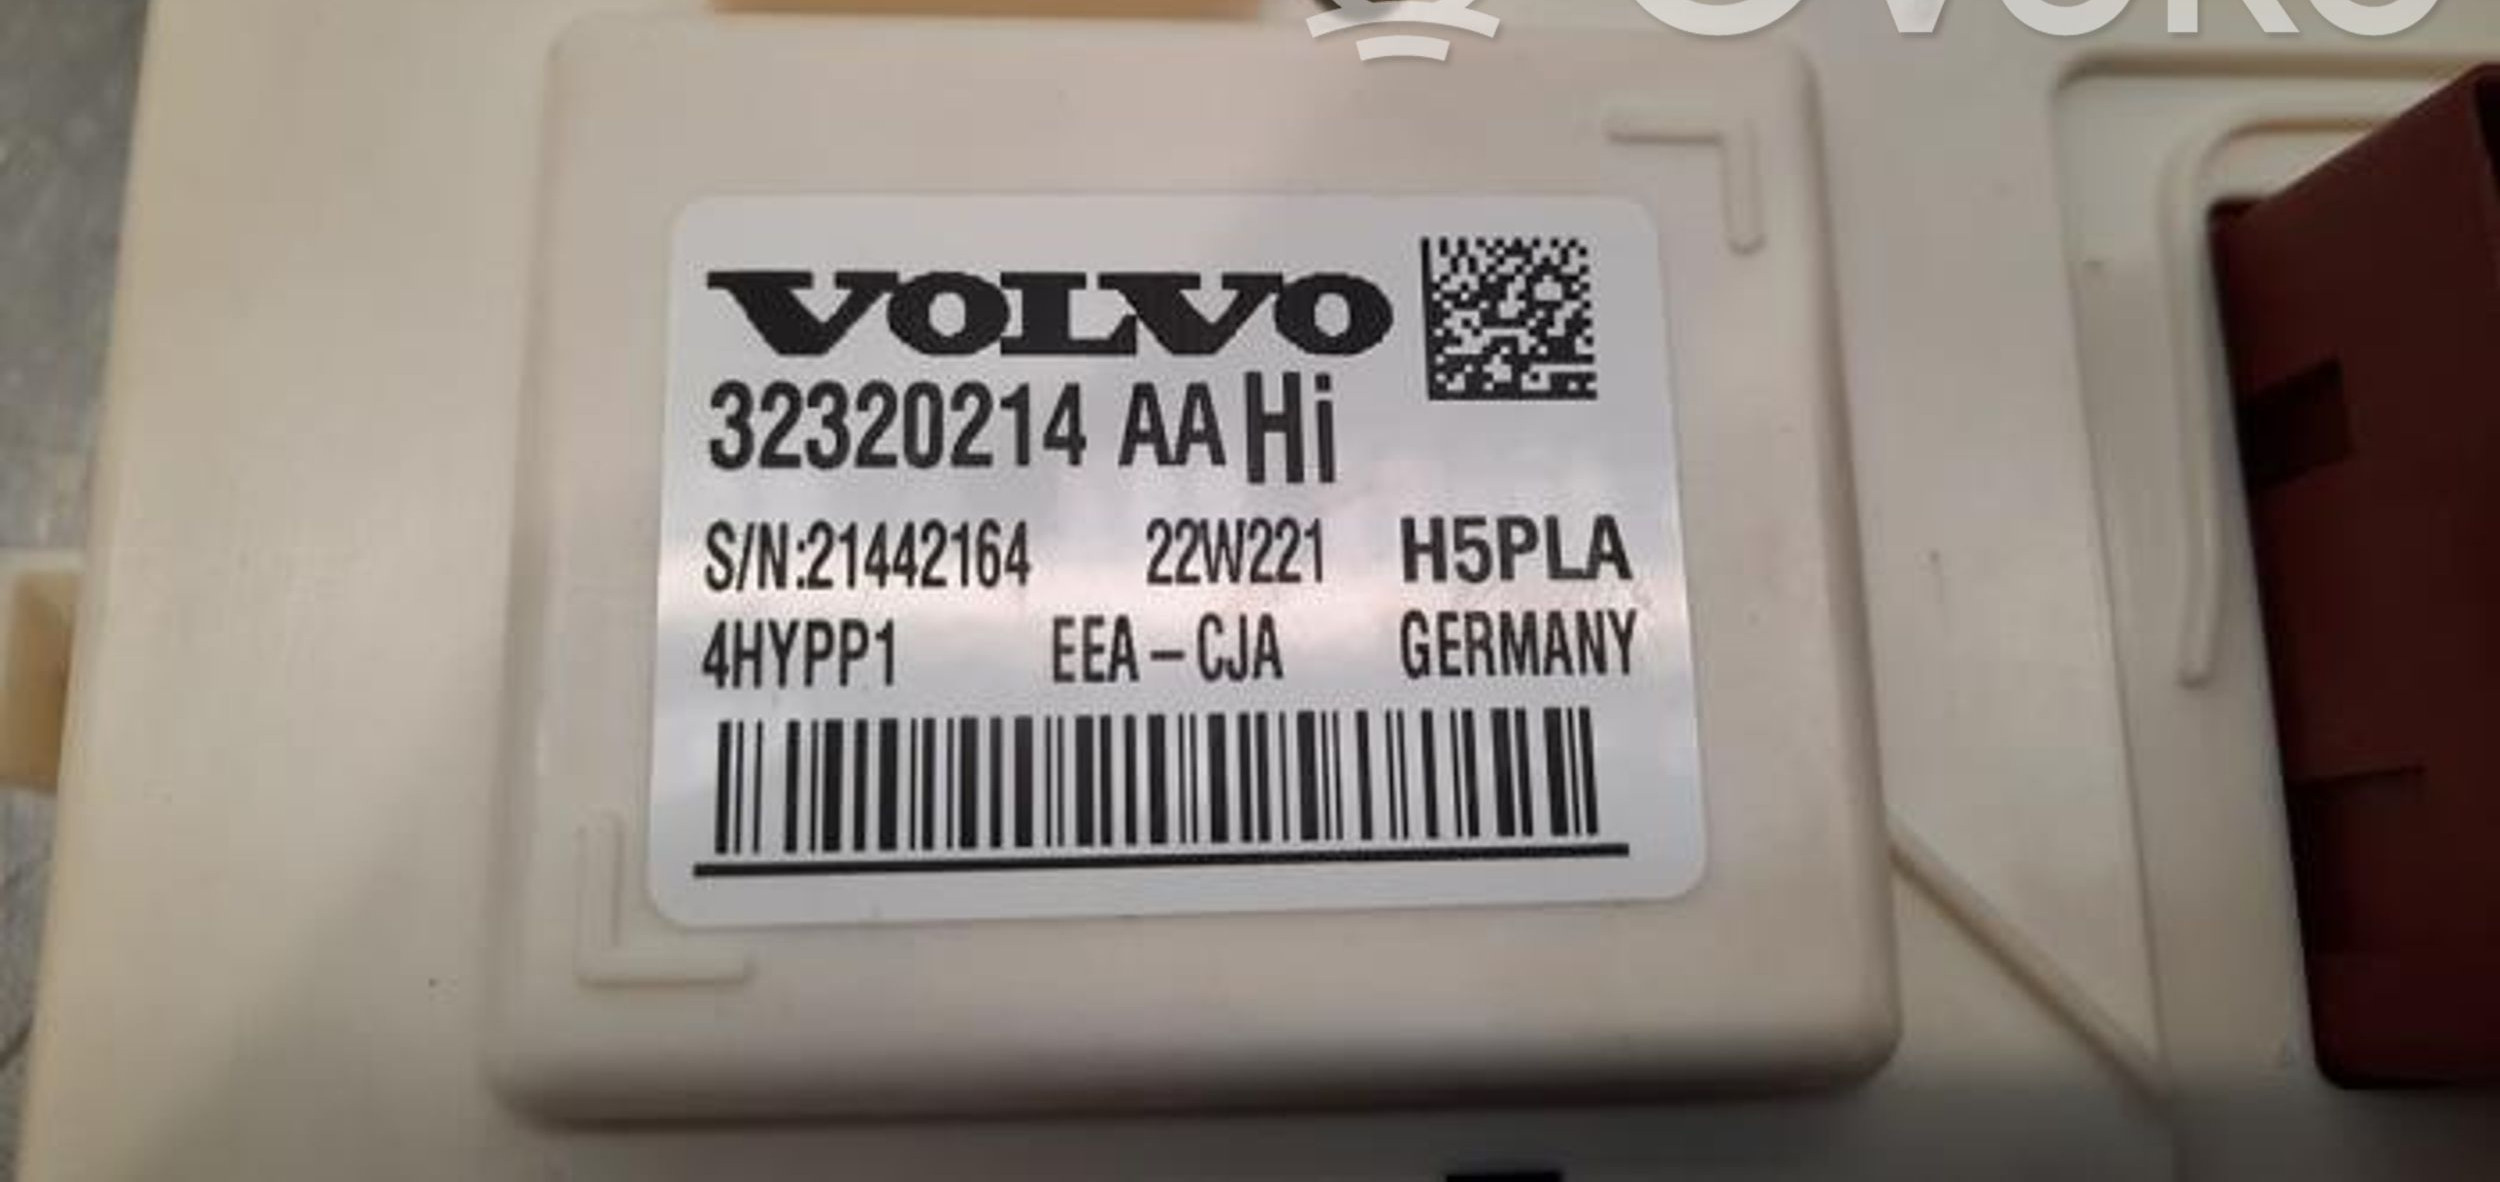 VOLVO
32320214 AA Hi
S/N:21442164 22W221 H5PLA
4HYPP1 EEA-CJA GERMANY